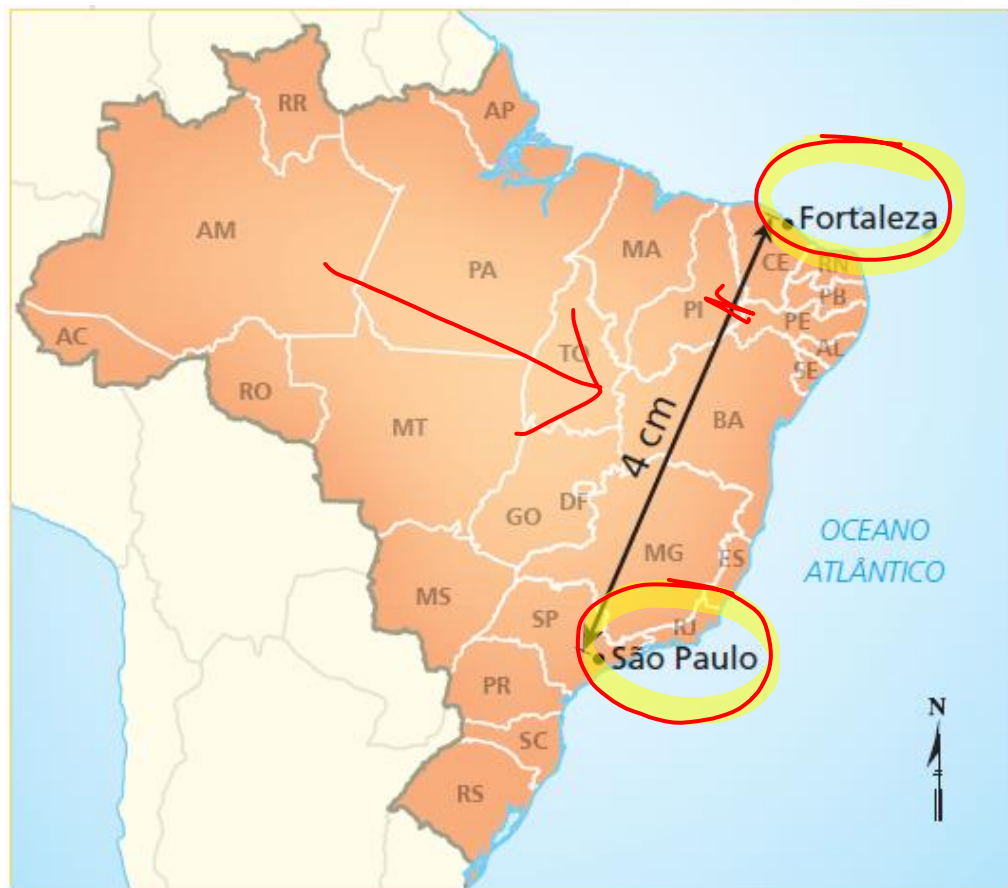 RR
AP
AM
PA
MA
Fortaleza
CE
RN
PI
PB
PE
AL
SE
AC
RO
TO
MT
BA
4 cm
GO
DF
MG
ES
OCEANO
ATLÂNTICO
MS
SP
RJ
São Paulo
PR
SC
RS
N